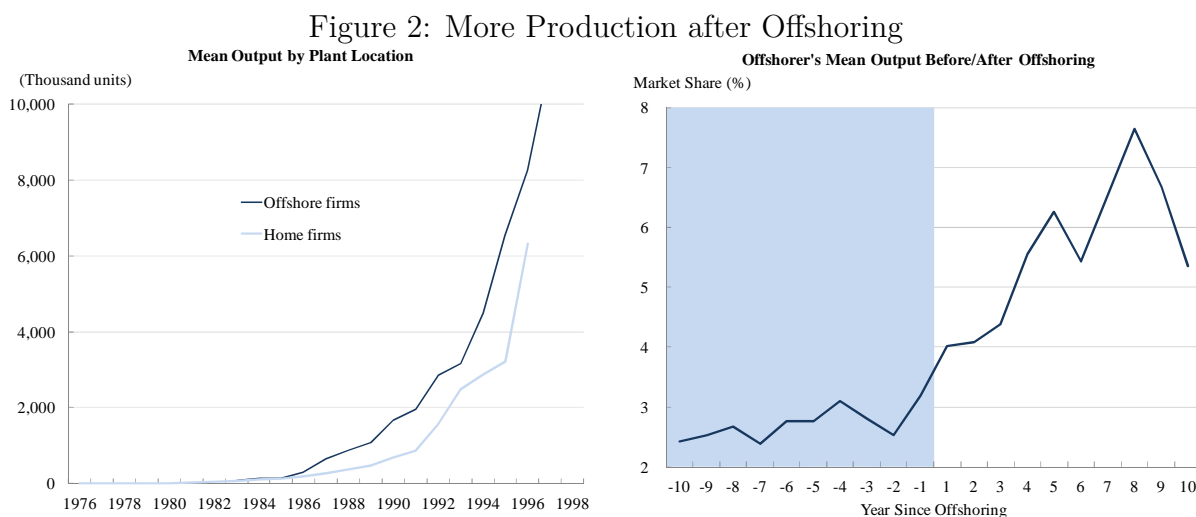 Figure 2: More Production after Offshoring
Mean Output by Plant Location
(Thousand units)
10,000
8,000
6,000
4,000
2,000
0
Offshore firms
Home firms
1976 1978 1980 1982 1984 1986 1988 1990 1992 1994 1996 1998
Offshorer's Mean Output Before/After Offshoring
Market Share (%)
8
7
6
5
4
3
2
-10 -9 -8 -7 -6 -5 -4 -3 -2 -1 1 2 3 4 5 6 7 8 9 10
Year Since Offshoring